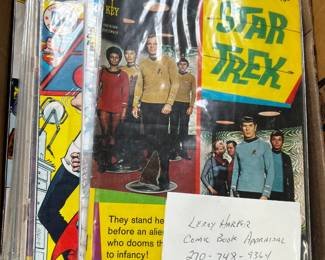 KEY
STAR
TREK
They stand he
before an alie
who dooms th
to infancy!
Leroy Harper
Comic Book Appraisal
270-748-9364